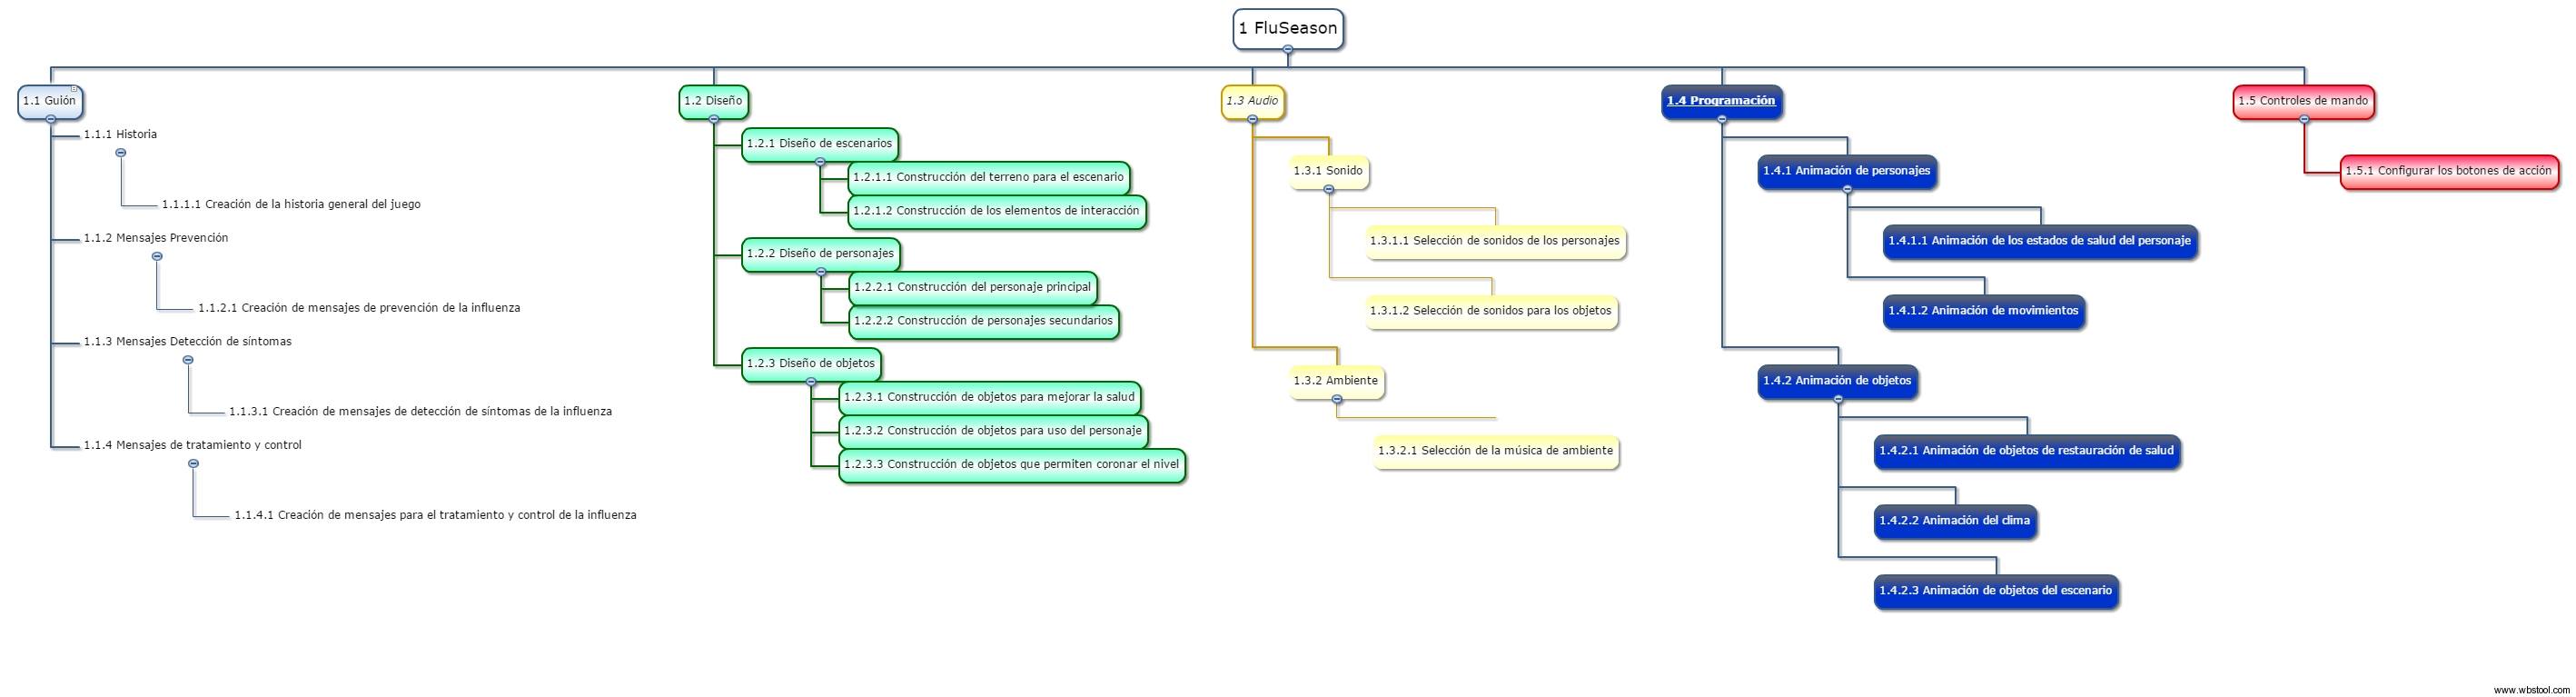 1 FluSeason
1.1 Guión
1.1.1 Historia
1.1.1.1 Creación de la historia general del juego
1.1.2 Mensajes Prevención
1.1.2.1 Creación de mensajes de prevención de la influenza
1.1.3 Mensajes Detección de síntomas
1.1.3.1 Creación de mensajes de detección de síntomas de la influenza
1.1.4 Mensajes de tratamiento y control
1.1.4.1 Creación de mensajes para el tratamiento y control de la influenza
1.2 Diseño
1.2.1 Diseño de escenarios
1.2.1.1 Construcción del terreno para el escenario
1.2.1.2 Construcción de los elementos de interacción
1.2.2 Diseño de personajes
1.2.2.1 Construcción del personaje principal
1.2.2.2 Construcción de personajes secundarios
1.2.3 Diseño de objetos
1.2.3.1 Construcción de objetos para mejorar la salud
1.2.3.2 Construcción de objetos para uso del personaje
1.2.3.3 Construcción de objetos que permiten coronar el nivel
1.3 Audio
1.3.1 Sonido
1.3.1.1 Selección de sonidos de los personajes
1.3.1.2 Selección de sonidos para los objetos
1.3.2 Ambiente
1.3.2.1 Selección de la música de ambiente
1.4 Programación
1.4.1 Animación de personajes
1.4.1.1 Animación de los estados de salud del personaje
1.4.1.2 Animación de movimientos
1.4.2 Animación de objetos
1.4.2.1 Animación de objetos de restauración de salud
1.4.2.2 Animación del clima
1.4.2.3 Animación de objetos del escenario
1.5 Controles de mando
1.5.1 Configurar los botones de acción
www.wbstool.com